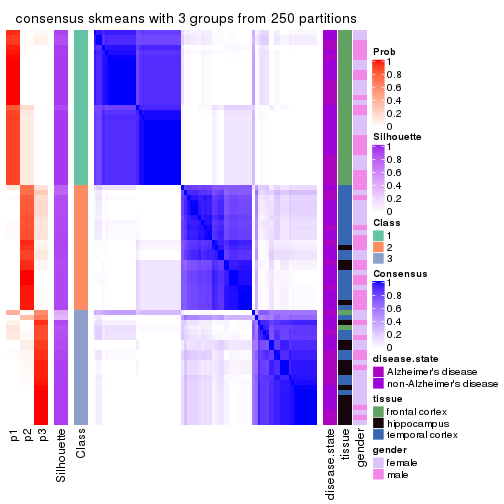 consensus skmeans with 3 groups from 250 partitions
Prob
1
0.8
0.6
0.4
0.2
0
Silhouette
1
0.8
0.6
0.4
0.2
0
Class
1
2
3
Consensus
1
0.8
0.6
0.4
0.2
0
disease.state
Alzheimer's disease
non-Alzheimer's disease
tissue
frontal cortex
hippocampus
temporal cortex
gender
female
male
p1
p2
p3
Silhouette
Class
disease.state
tissue
gender